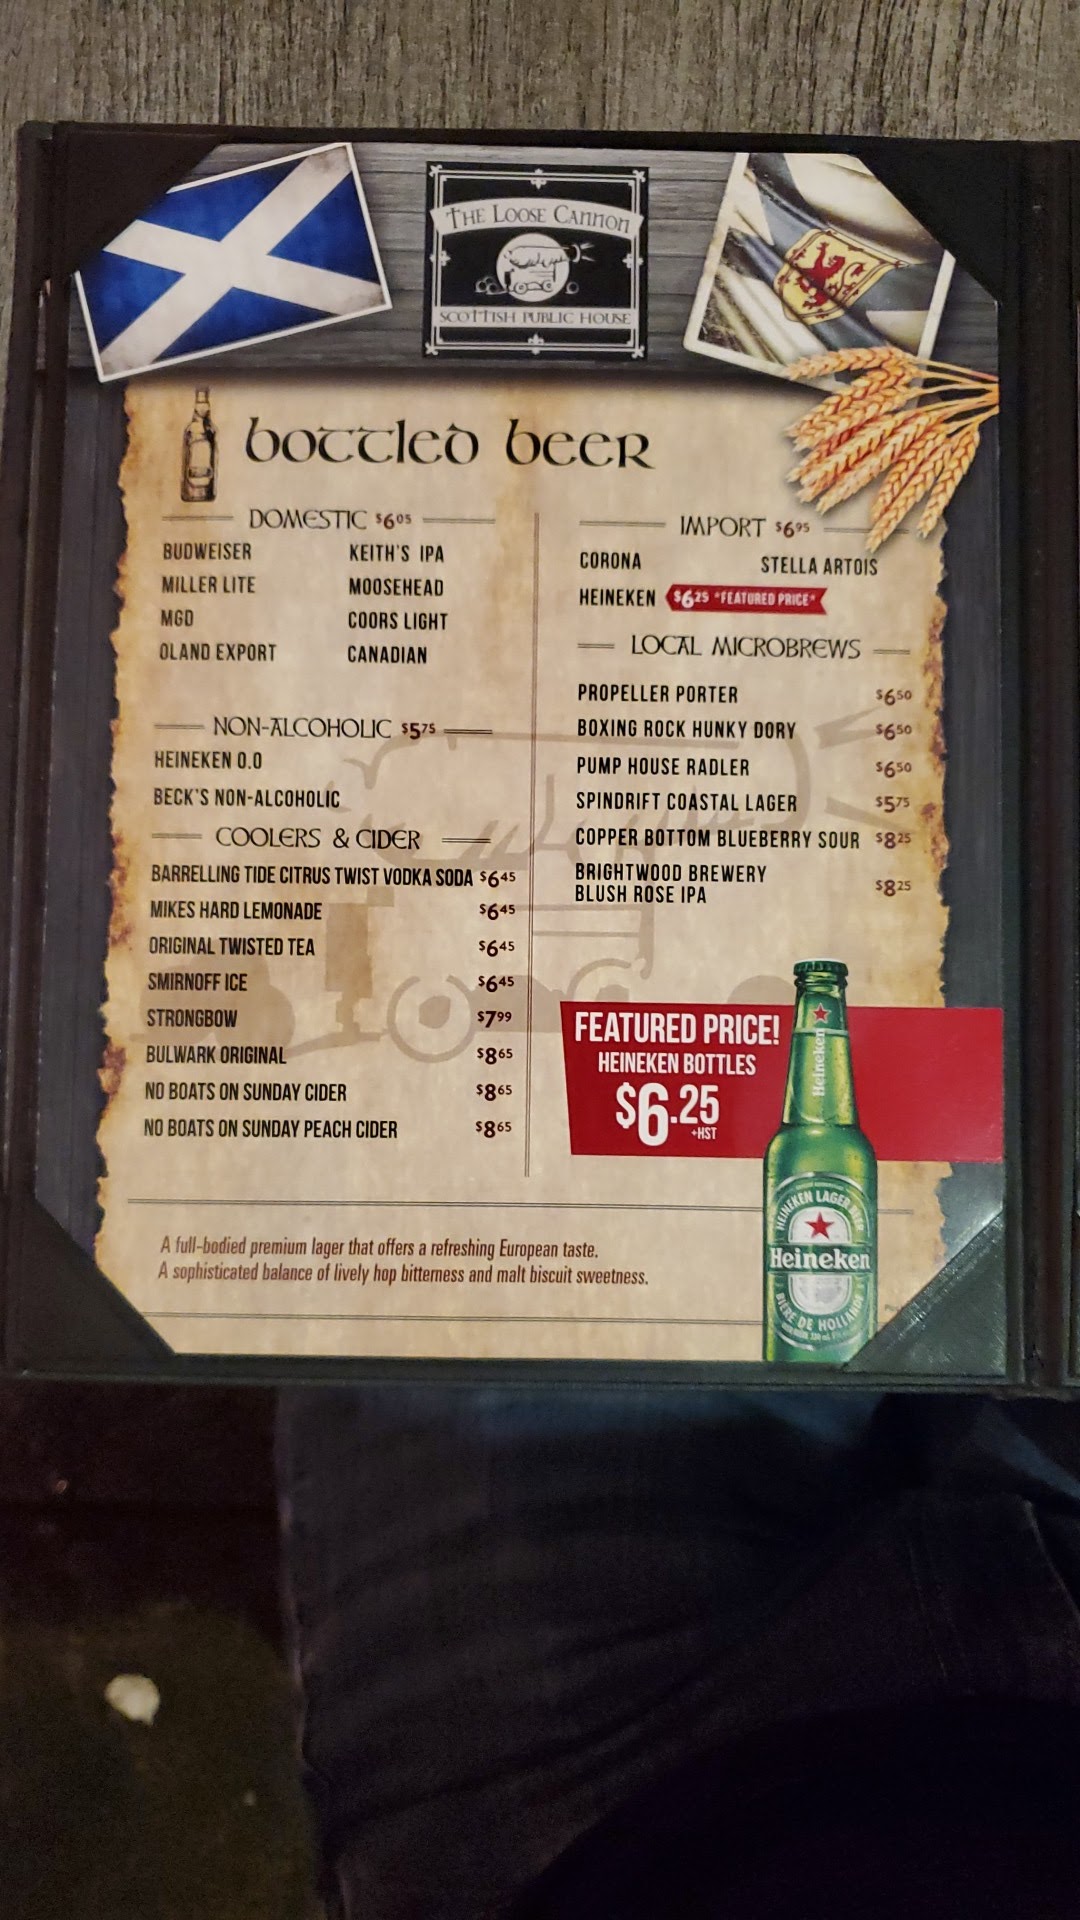 THE LOOSE CANNON
SCOTTISH PUBLIC HOUSE
bottled beer
DOMESTIC $6.05
BUDWEISER KEITH'S IPA
MILLER LITE MOOSEHEAD
MGD COORS LIGHT
OLAND EXPORT CANADIAN
NON-ALCOHOLIC $5.75
HEINEKEN 0.0
BECK'S NON-ALCOHOLIC
COOLERS & CIDER
BARRELLING TIDE CITRUS TWIST VODKA SODA $6.45
MIKES HARD LEMONADE $6.45
ORIGINAL TWISTED TEA $6.45
SMIRNOFF ICE $6.45
STRONGBOW $7.99
BULWARK ORIGINAL $8.65
NO BOATS ON SUNDAY CIDER $8.65
NO BOATS ON SUNDAY PEACH CIDER $8.65
IMPORT $6.95
CORONA STELLA ARTOIS
HEINEKEN $6.25 *FEATURED PRICE*
LOCAL MICROBREWS
PROPELLER PORTER $6.50
BOXING ROCK HUNKY DORY $6.50
PUMP HOUSE RADLER $6.50
SPINDRIFT COASTAL LAGER $5.75
COPPER BOTTOM BLUEBERRY SOUR $8.25
BRIGHTWOOD BREWERY
BLUSH ROSE IPA $8.25
FEATURED PRICE!
HEINEKEN BOTTLES
$6.25
+HST
Heineken
HEINEKEN LAGER BEER
Heineken
BIÈRE DE HOLLANDE
A full-bodied premium lager that offers a refreshing European taste.
A sophisticated balance of lively hop bitterness and malt biscuit sweetness.